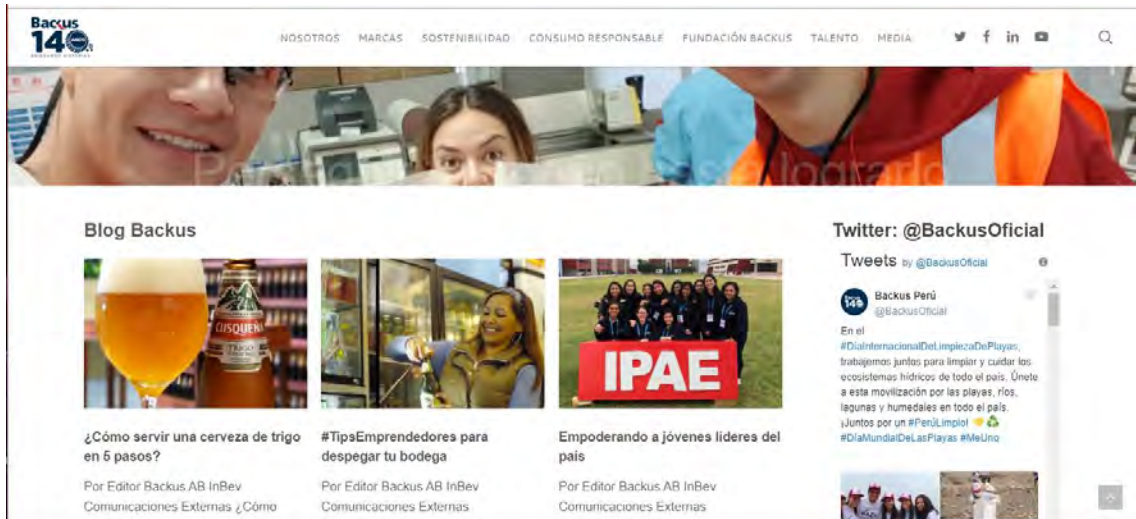 Backus
140
NOSOTROS MARCAS SOSTENIBILIDAD CONSUMO RESPONSABLE FUNDACIÓN BACKUS TALENTO MEDIA
logrado
Blog Backus
CUSQUEÑA
TRIGO
¿Cómo servir una cerveza de trigo
en 5 pasos?
Por Editor Backus AB InBev
Comunicaciones Externas ¿Cómo
#TipsEmprendedores para
despegar tu bodega
Por Editor Backus AB InBev
Comunicaciones Externas
IPAE
Empoderando a jóvenes líderes del
país
Por Editor Backus AB InBev
Comunicaciones Externas
Twitter: @BackusOficial
Tweets by @BackusOficial
Backus Perú
@BackusOficial
En el
#DíaInternacionalDeLimpiezaDePlayas,
trabajemos juntos para limpiar y cuidar los
ecosistemas hídricos de todo el país. Únete
a esta movilización por las playas, ríos,
lagunas y humedales en todo el país.
¡Juntos por un #PerúLimpio!
#DíaMundialDeLasPlayas #MeUno